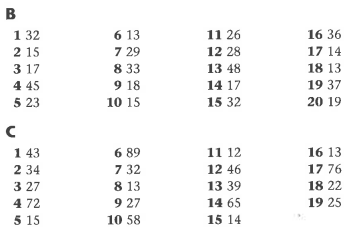 B
1 32 6 13 11 26 16 36
2 15 7 29 12 28 17 14
3 17 8 33 13 48 18 13
4 45 9 18 14 17 19 37
5 23 10 15 15 32 20 19
C
1 43 6 89 11 12 16 13
2 34 7 32 12 46 17 76
3 27 8 13 13 39 18 22
4 72 9 27 14 65 19 25
5 15 10 58 15 14